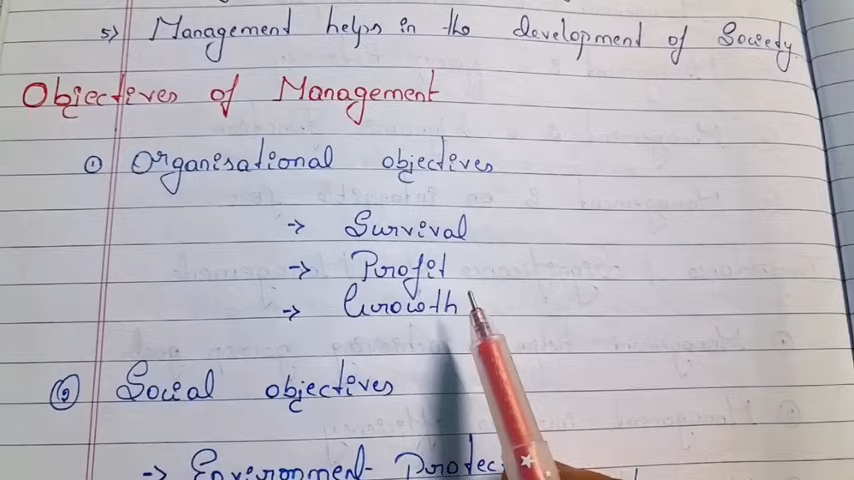 5) Management helps in the development of Society.
Objectives of Management
① Organisational objectives
→ Survival
→ Profit
→ Growth
② Social objectives
→ Environment Protec